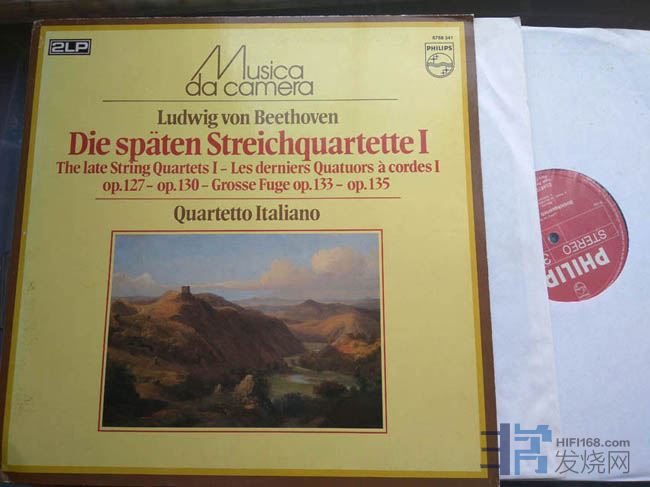 2LP
Musica
da camera
6768 341
PHILIPS
Ludwig van Beethoven
Die späten Streichquartette I
The late String Quartets I – Les derniers Quatuors à cordes I
op.127 – op.130 – Grosse Fuge op.133 – op.135
Quartetto Italiano
STEREO
PHILIP
HIFI168.com
发烧网